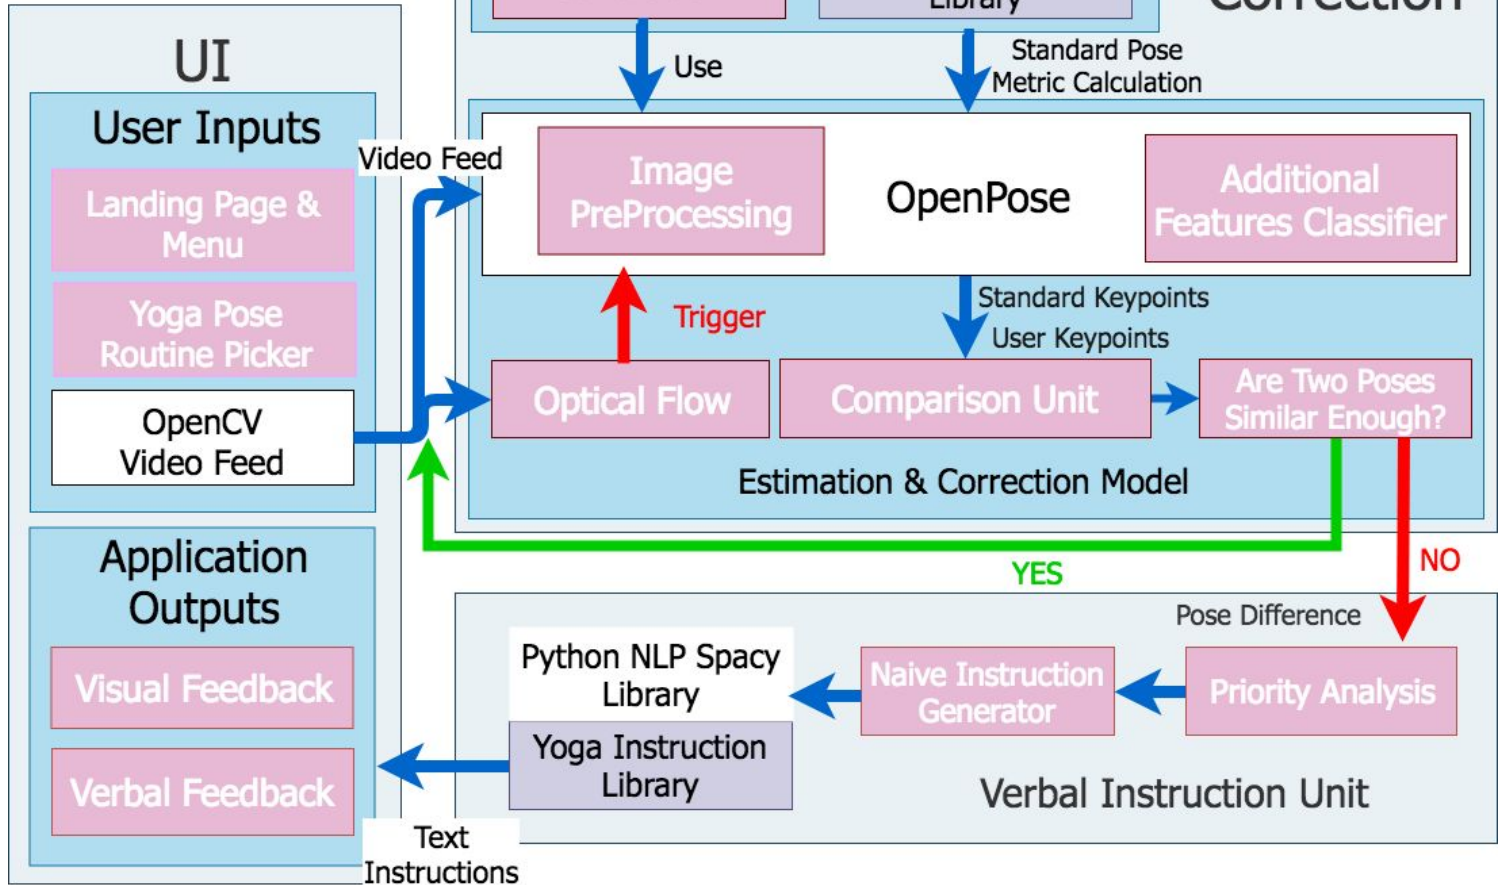 Library
Correction
UI
Use
Standard Pose
Metric Calculation
User Inputs
Video Feed
Landing Page &
Menu
Yoga Pose
Routine Picker
OpenCV
Video Feed
Image
PreProcessing
OpenPose
Additional
Features Classifier
Trigger
Standard Keypoints
User Keypoints
Optical Flow
Comparison Unit
Are Two Poses
Similar Enough?
Estimation & Correction Model
YES
NO
Application
Outputs
Visual Feedback
Verbal Feedback
Pose Difference
Python NLP Spacy
Library
Yoga Instruction
Library
Naive Instruction
Generator
Priority Analysis
Verbal Instruction Unit
Text
Instructions